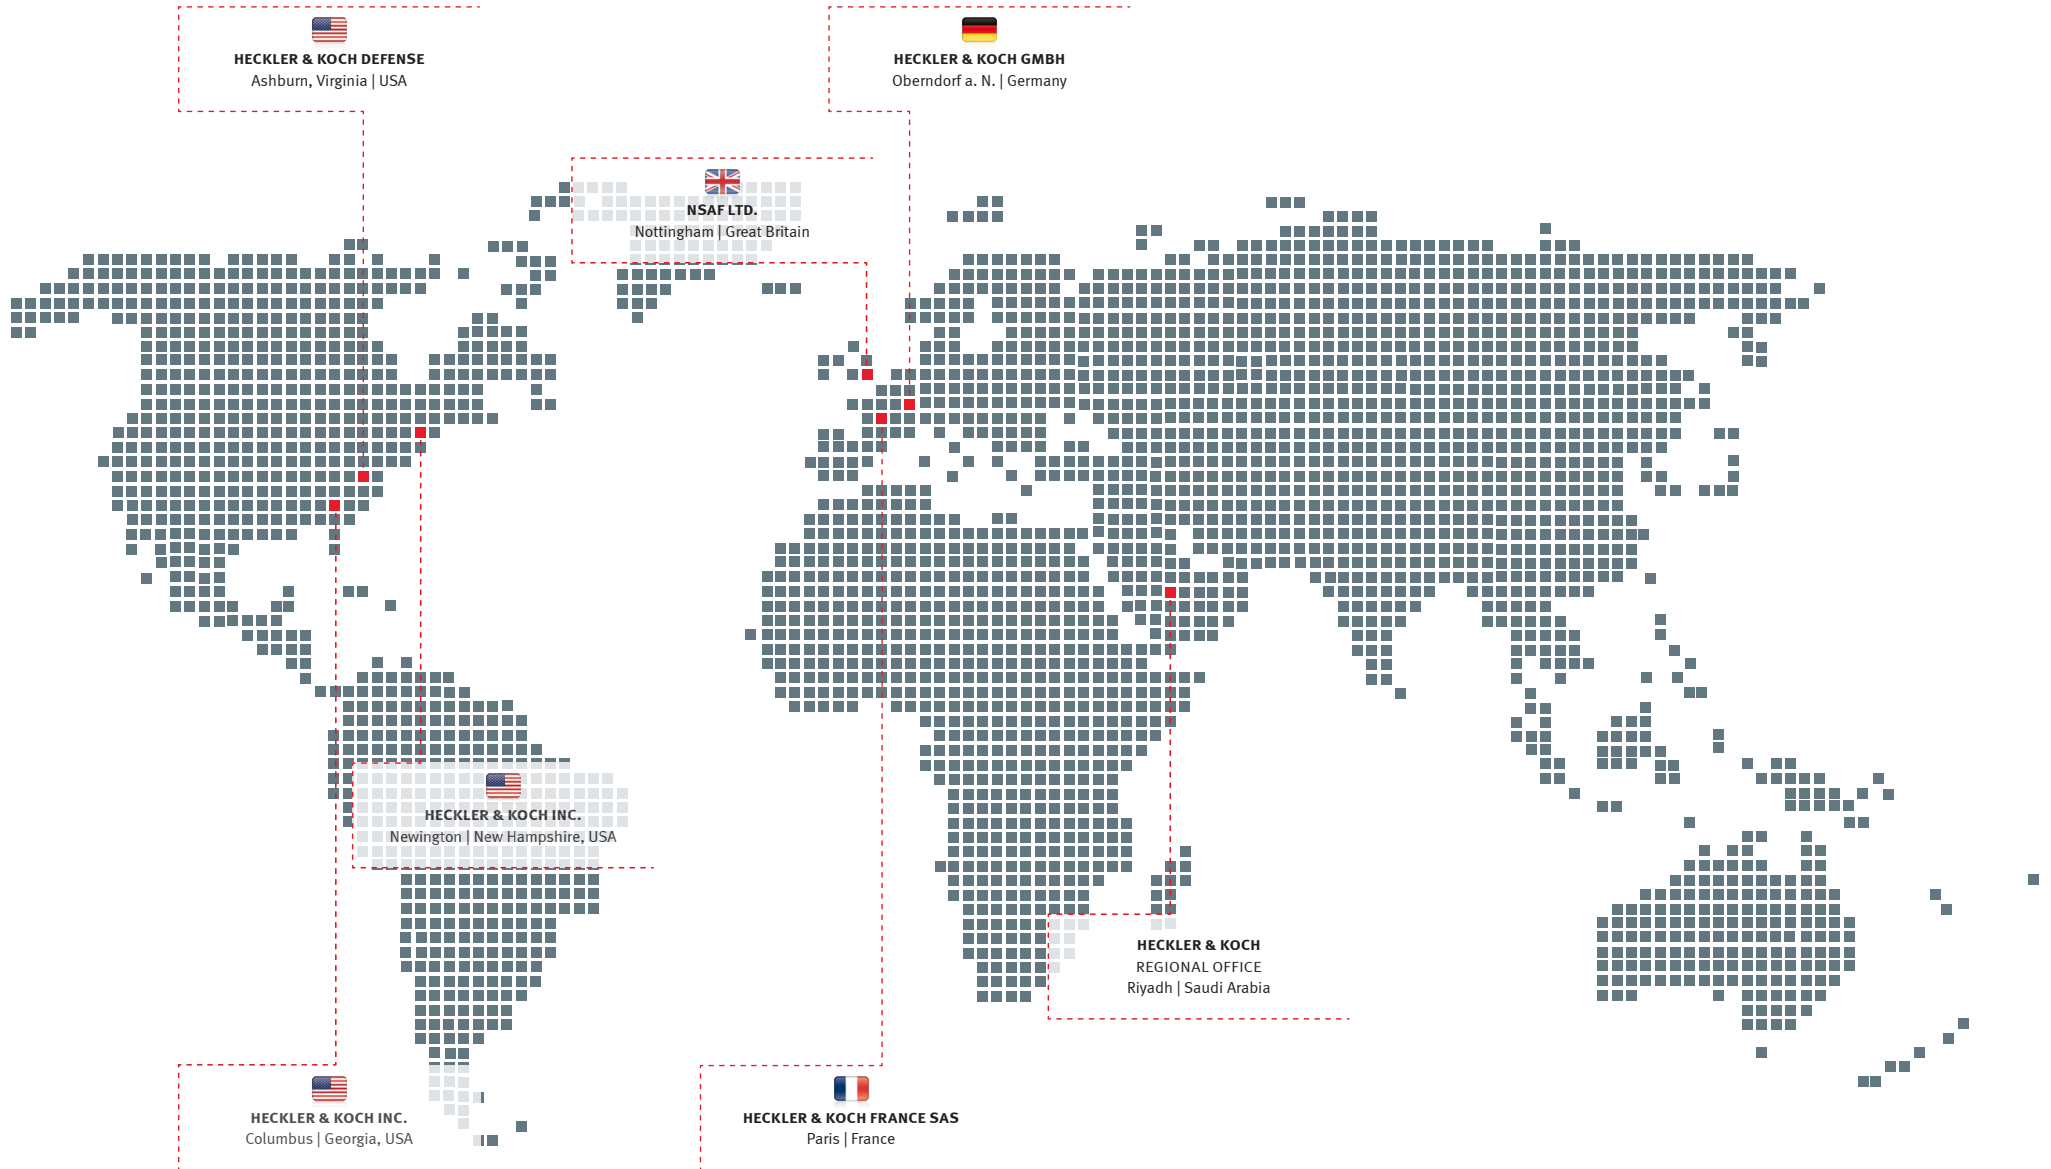 HECKLER & KOCH DEFENSE
Ashburn, Virginia | USA
HECKLER & KOCH GMBH
Oberndorf a. N. | Germany
NSAF LTD.
Nottingham | Great Britain
HECKLER & KOCH INC.
Newington | New Hampshire, USA
HECKLER & KOCH
REGIONAL OFFICE
Riyadh | Saudi Arabia
HECKLER & KOCH INC.
Columbus | Georgia, USA
HECKLER & KOCH FRANCE SAS
Paris | France